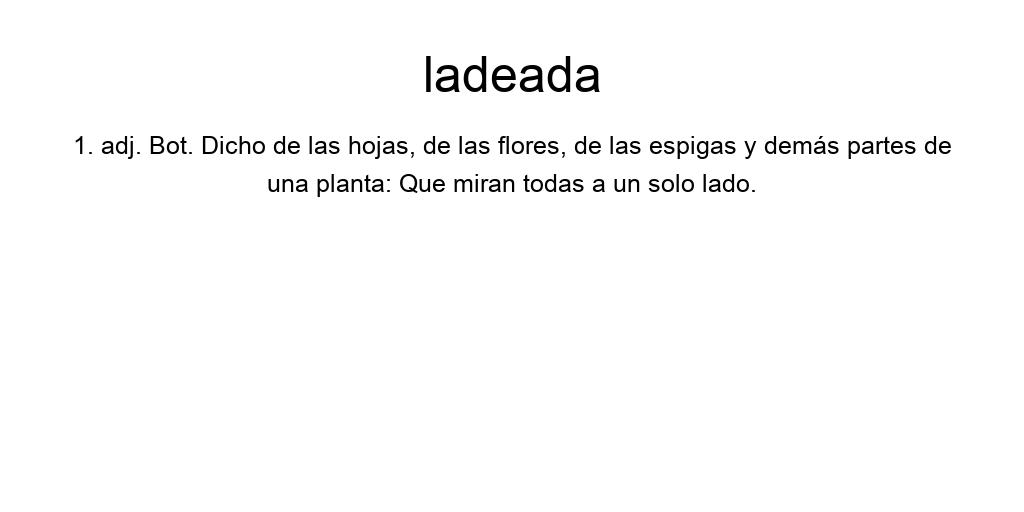 ladeada
1. adj. Bot. Dicho de las hojas, de las flores, de las espigas y demás partes de
una planta: Que miran todas a un solo lado.